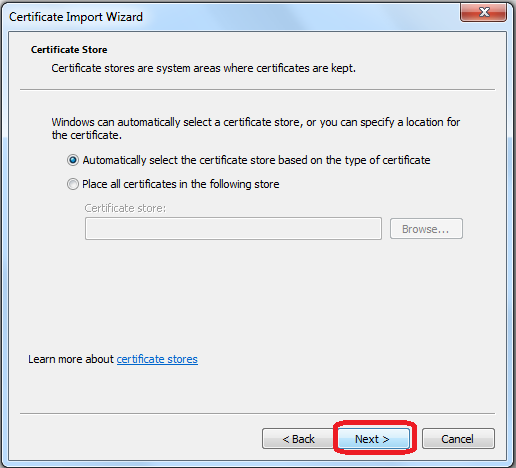 Certificate Import Wizard
Certificate Store
Certificate stores are system areas where certificates are kept.
Windows can automatically select a certificate store, or you can specify a location for
the certificate.
Automatically select the certificate store based on the type of certificate
Place all certificates in the following store
Certificate store:
Browse...
Learn more about certificate stores
< Back
Next >
Cancel